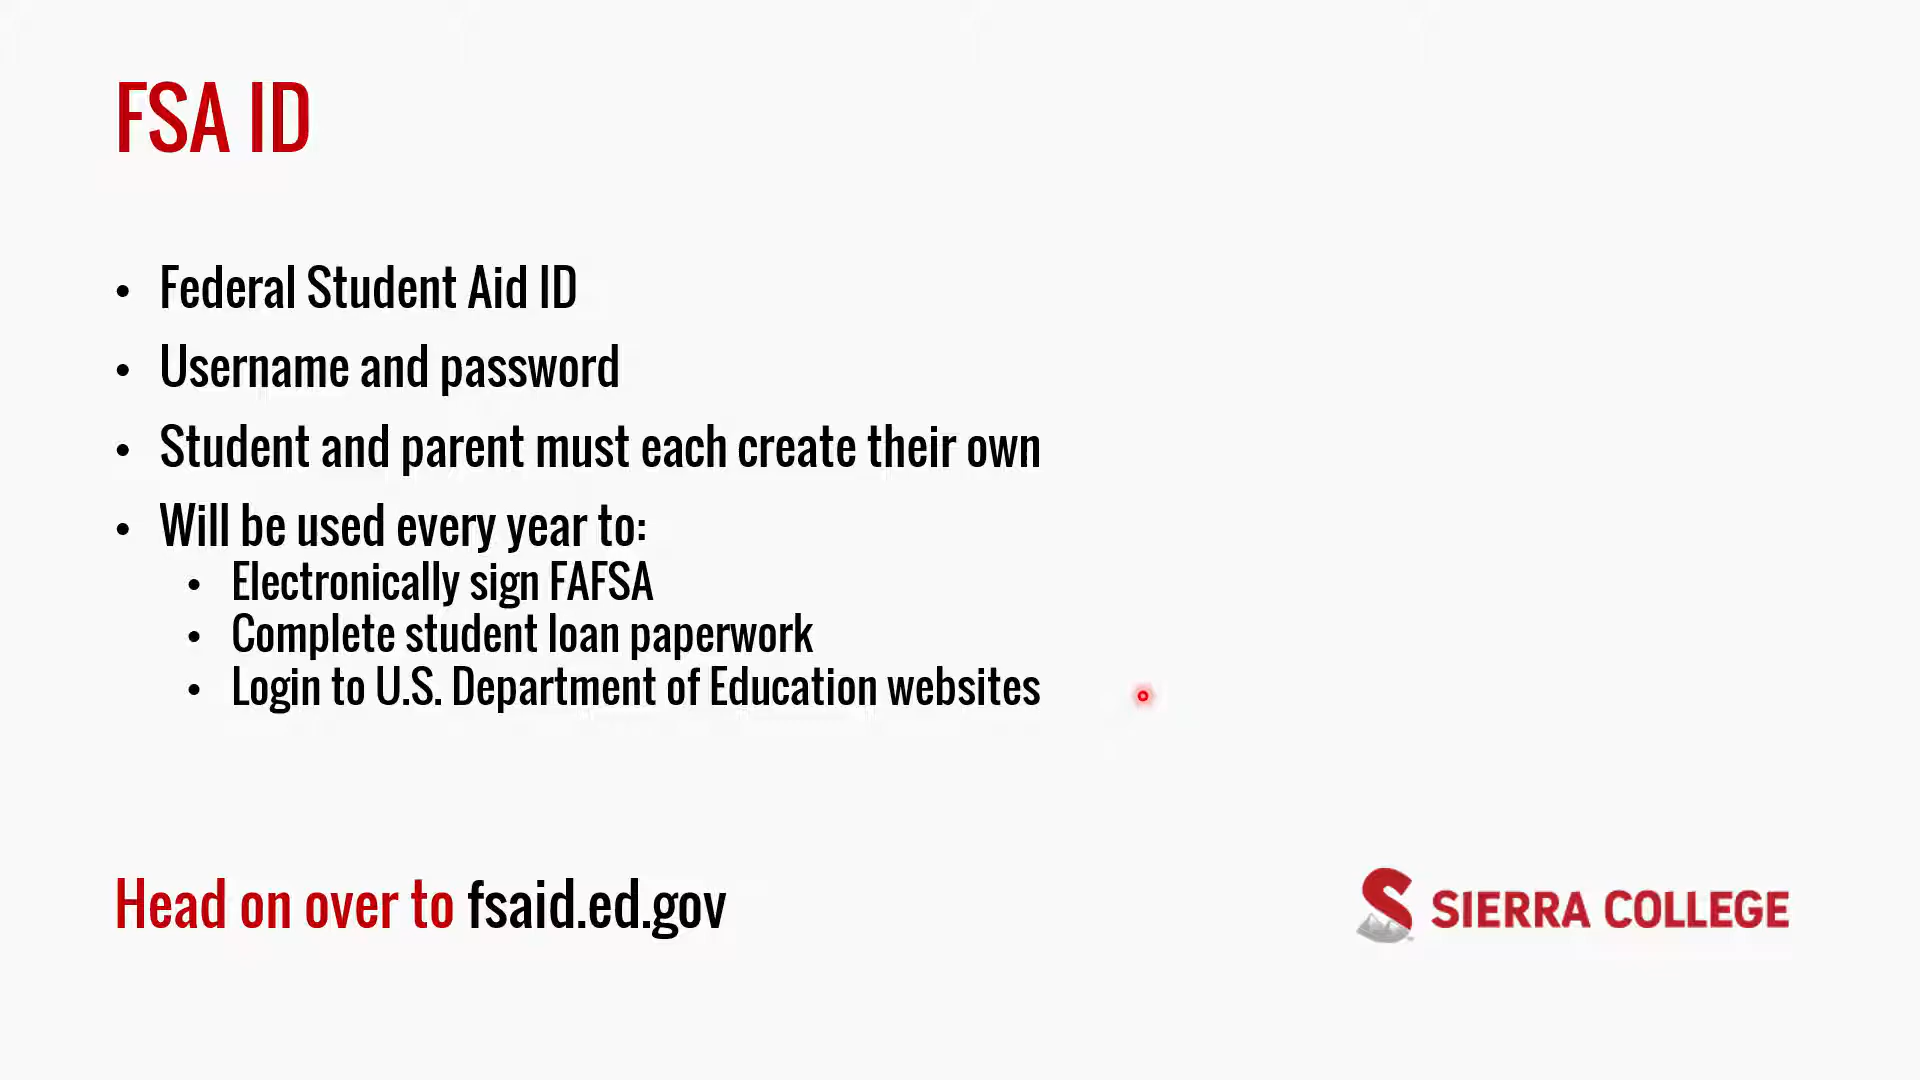 FSA ID
• Federal Student Aid ID
• Username and password
• Student and parent must each create their own
• Will be used every year to:
• Electronically sign FAFSA
• Complete student loan paperwork
• Login to U.S. Department of Education websites
Head on over to fsaid.ed.gov
SIERRA COLLEGE